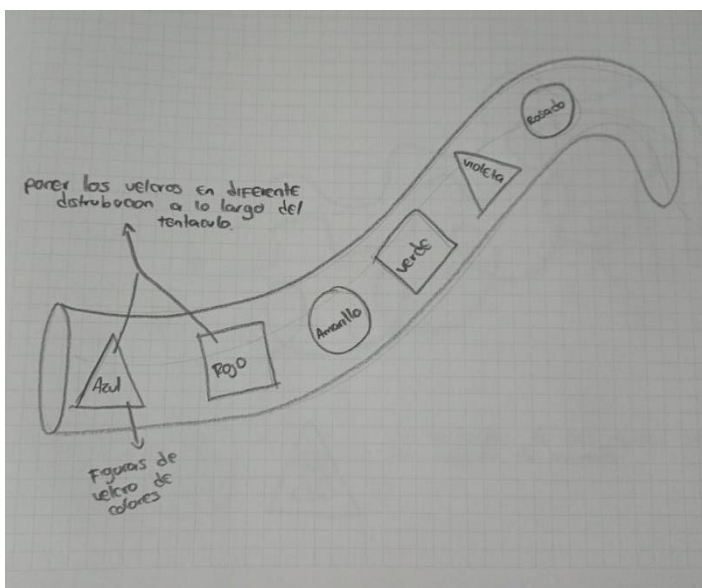 poner los velcros en diferente
distrubocion a lo largo del
tentaculo.
Rosado
Violeta
Verde
Amarillo
Rojo
Azul
Figuras de
velcro de
colores